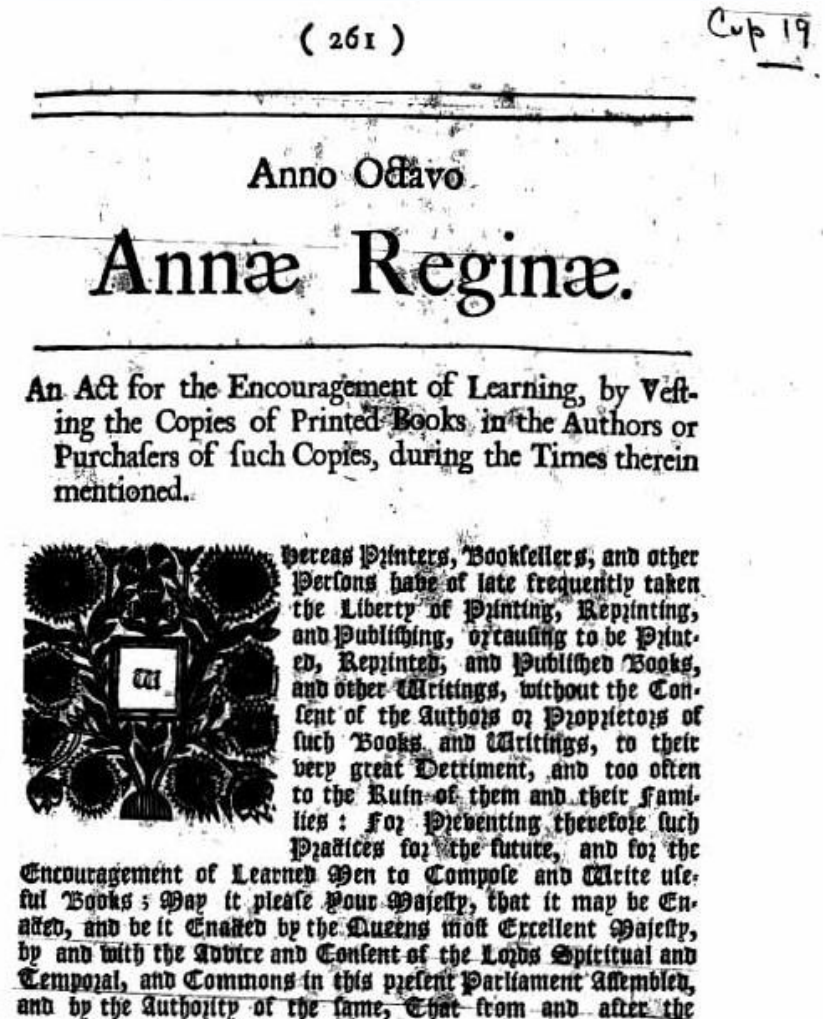 ( 261 )
Cup 19
Anno Octavo
Annæ Reginæ.
An Act for the Encouragement of Learning, by Veſt-
ing the Copies of Printed Books in the Authors or
Purchaſers of ſuch Copies, during the Times therein
mentioned.
Whereas Printers, Bookſellers, and other
Perſons have of late frequently taken
the Liberty of Printing, Reprinting,
and Publiſhing, or cauſing to be Print-
ed, Reprinted, and Publiſhed Books,
and other Writings, without the Con-
ſent of the Authors or Proprietors of
ſuch Books and Writings, to their
very great Detriment, and too often
to the Ruin of them and their Fami-
lies : For Preventing therefore ſuch
Practices for the future, and for the
Encouragement of Learned Men to Compoſe and Write uſe-
ful Books ; May it pleaſe Your Majeſty, that it may be En-
acted, and be it Enacted by the Queens moſt Excellent Majeſty,
by and with the Advice and Conſent of the Lords Spiritual and
Temporal, and Commons in this preſent Parliament Aſſembled,
and by the Authority of the ſame, That from and after the